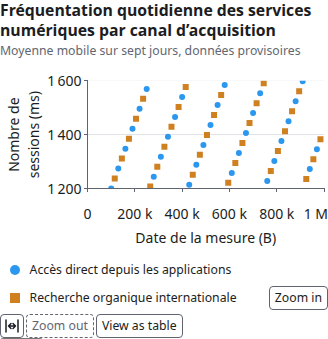 Fréquentation quotidienne des services
numériques par canal d’acquisition
Moyenne mobile sur sept jours, données provisoires
Nombre de
sessions (ms)
1 600
1 400
1 200
0 200 k 400 k 600 k 800 k 1 M
Date de la mesure (B)
Accès direct depuis les applications
Recherche organique internationale
Zoom in
Zoom out View as table